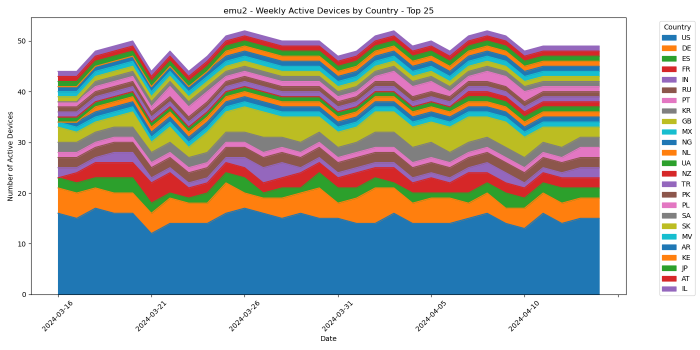 emu2 - Weekly Active Devices by Country - Top 25
Number of Active Devices
50
40
30
20
10
0
2024-03-16
2024-03-21
2024-03-26
2024-03-31
2024-04-05
2024-04-10
Date
Country
US
DE
ES
FR
IN
RU
PT
KR
GB
MX
NG
NL
UA
NZ
TR
PK
PL
SA
SK
MV
AR
KE
JP
AT
IL